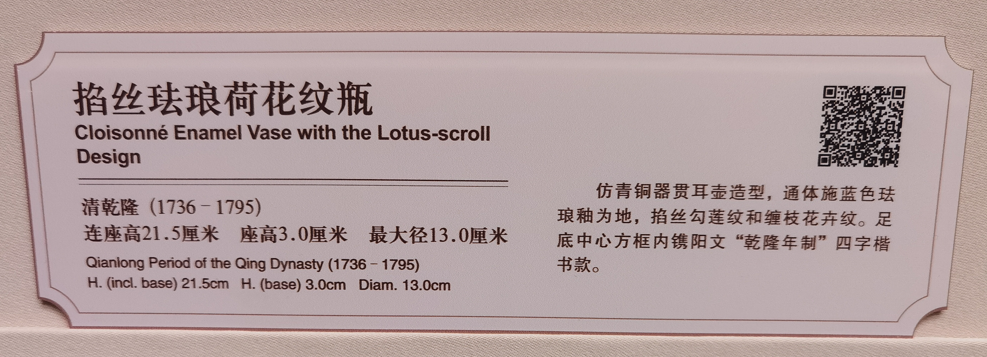 掐丝珐琅荷花纹瓶
Cloisonné Enamel Vase with the Lotus-scroll
Design
清乾隆（1736－1795）
连座高21.5厘米　座高3.0厘米　最大径13.0厘米
Qianlong Period of the Qing Dynasty (1736－1795)
H. (incl. base) 21.5cm  H. (base) 3.0cm  Diam. 13.0cm
仿青铜器贯耳壶造型，通体施蓝色珐
琅釉为地，掐丝勾莲纹和缠枝花卉纹。足
底中心方框内镌阳文“乾隆年制”四字楷
书款。